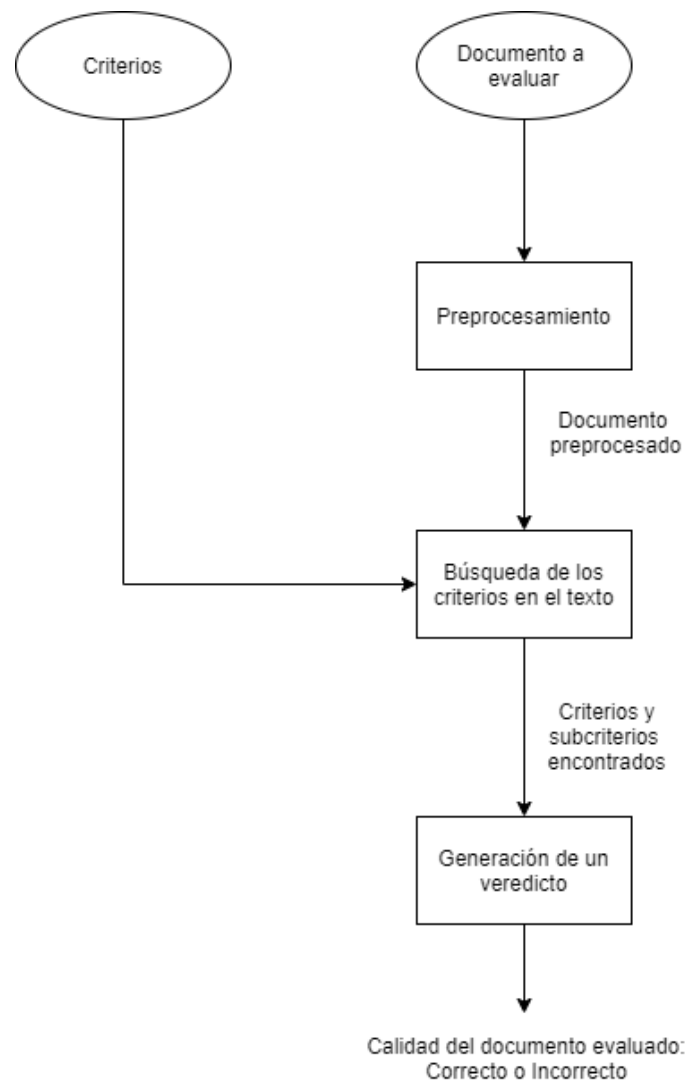 Criterios
Documento a
evaluar
Preprocesamiento
Documento
preprocesado
Búsqueda de los
criterios en el texto
Criterios y
subcriterios
encontrados
Generación de un
veredicto
Calidad del documento evaluado:
Correcto o Incorrecto